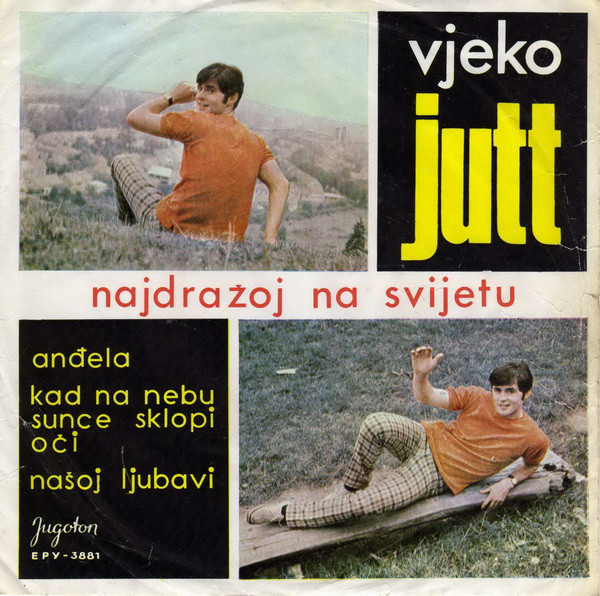 vjeko
jutt
najdražoj na svijetu
anđela
kad na nebu
sunce sklopi
oči
našoj ljubavi
Jugoton
EPY-3881